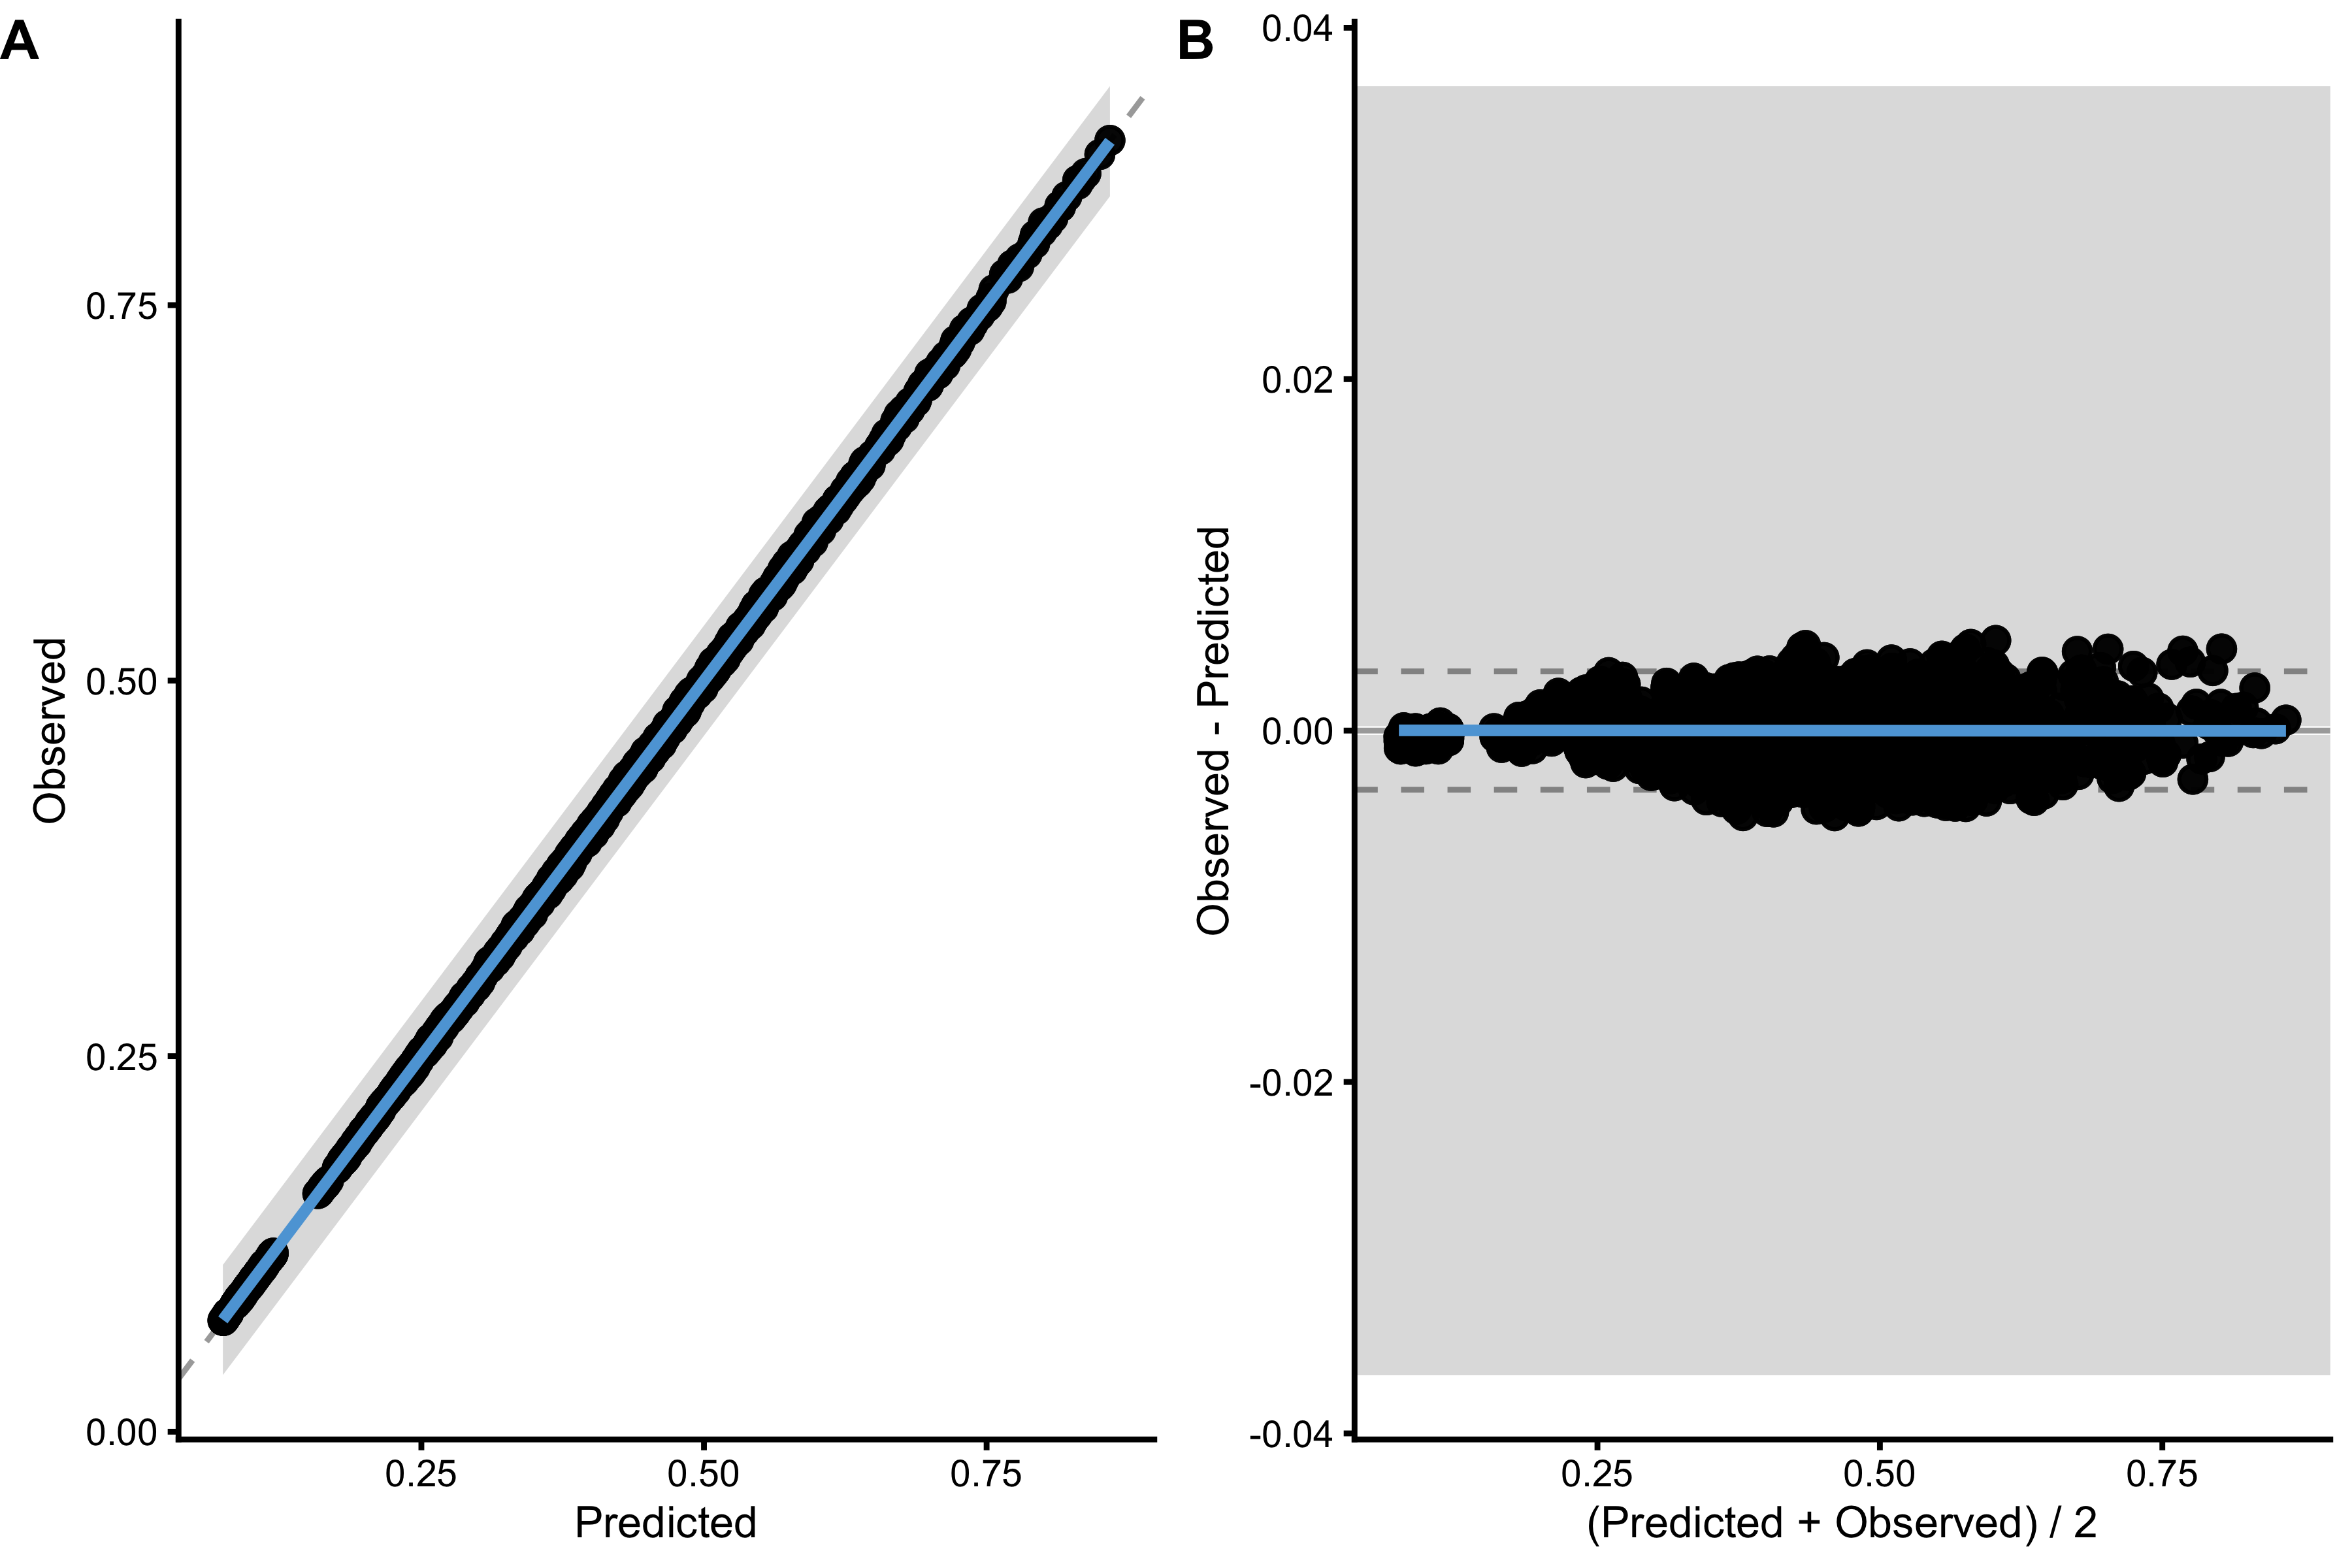 A
0.75
0.50
0.25
0.00
Observed
0.25 0.50 0.75
Predicted
B
0.04
0.02
0.00
-0.02
-0.04
Observed - Predicted
0.25 0.50 0.75
(Predicted + Observed) / 2